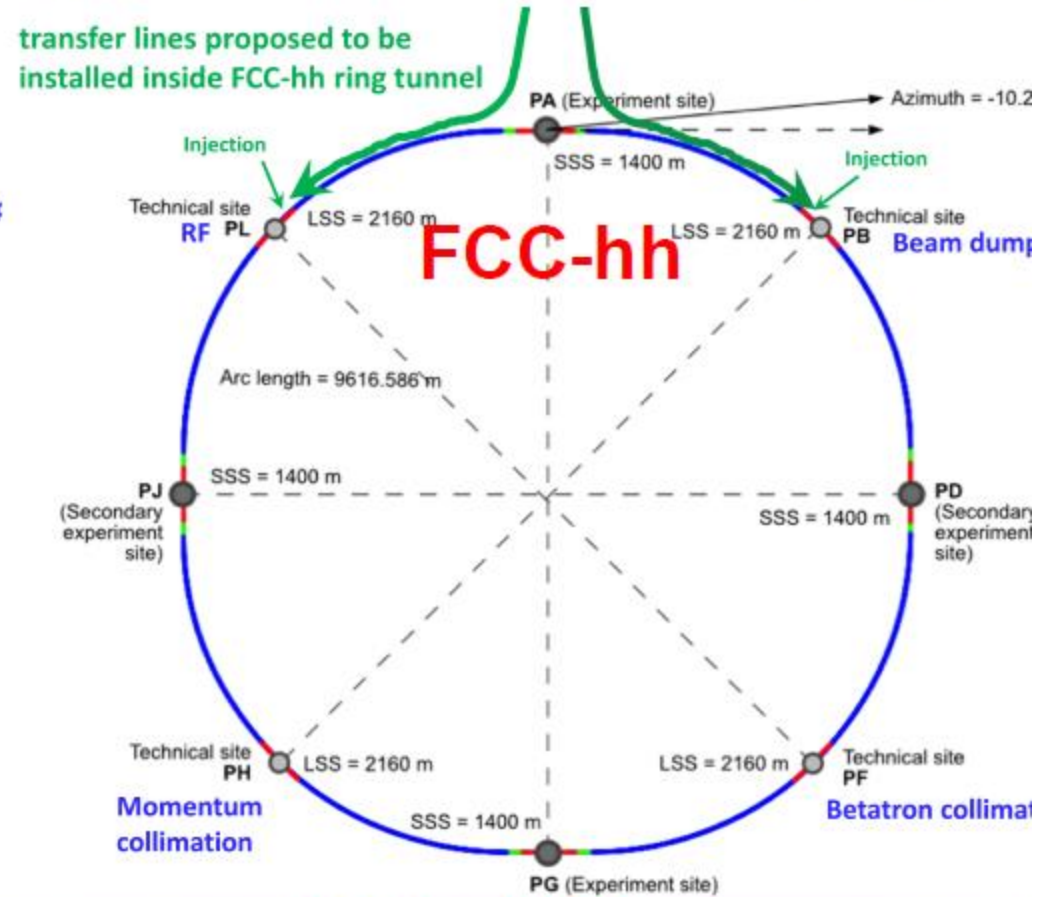 transfer lines proposed to be
installed inside FCC-hh ring tunnel
PA (Experiment site)
Azimuth = -10.2
Injection
SSS = 1400 m
Injection
Technical site
PL
RF
LSS = 2160 m
FCC-hh
LSS = 2160 m
Technical site
PB
Beam dump
Arc length = 9616.586 m
SSS = 1400 m
PJ
(Secondary
experiment
site)
SSS = 1400 m
PD
(Secondary
experiment
site)
Technical site
PH
LSS = 2160 m
Momentum
collimation
LSS = 2160 m
Technical site
PF
Betatron collimat
SSS = 1400 m
PG (Experiment site)